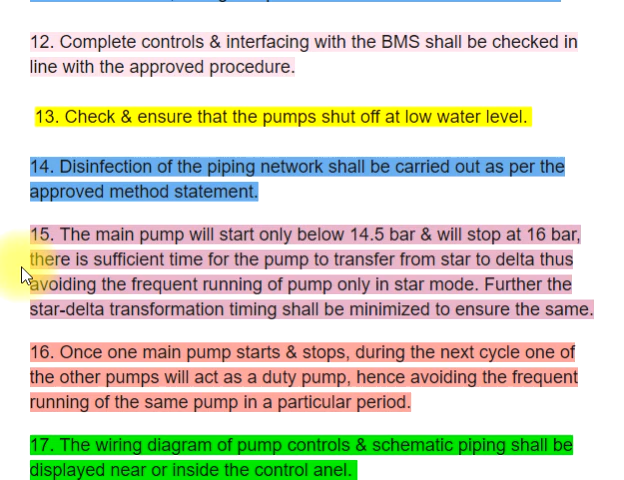 12. Complete controls & interfacing with the BMS shall be checked in
line with the approved procedure.
13. Check & ensure that the pumps shut off at low water level.
14. Disinfection of the piping network shall be carried out as per the
approved method statement.
15. The main pump will start only below 14.5 bar & will stop at 16 bar,
there is sufficient time for the pump to transfer from star to delta thus
avoiding the frequent running of pump only in star mode. Further the
star-delta transformation timing shall be minimized to ensure the same.
16. Once one main pump starts & stops, during the next cycle one of
the other pumps will act as a duty pump, hence avoiding the frequent
running of the same pump in a particular period.
17. The wiring diagram of pump controls & schematic piping shall be
displayed near or inside the control anel.